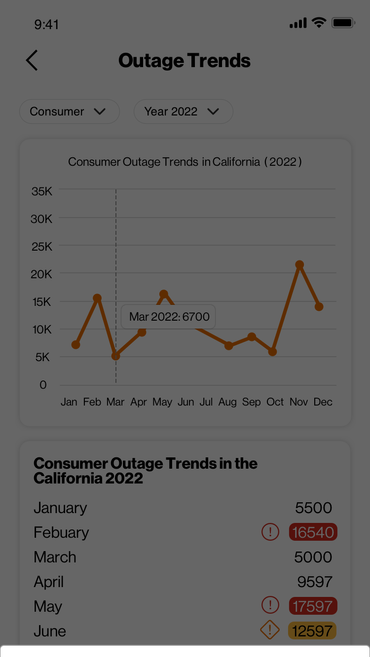 9:41
Outage Trends
Consumer
Year 2022
Consumer Outage Trends in California (2022)
35K
30K
25K
20K
15K
10K
5K
0
Mar 2022: 6700
Jan Feb Mar Apr May Jun Jul Aug Sep Oct Nov Dec
Consumer Outage Trends in the
California 2022
January 5500
Febuary 16540
March 5000
April 9597
May 17597
June 12597